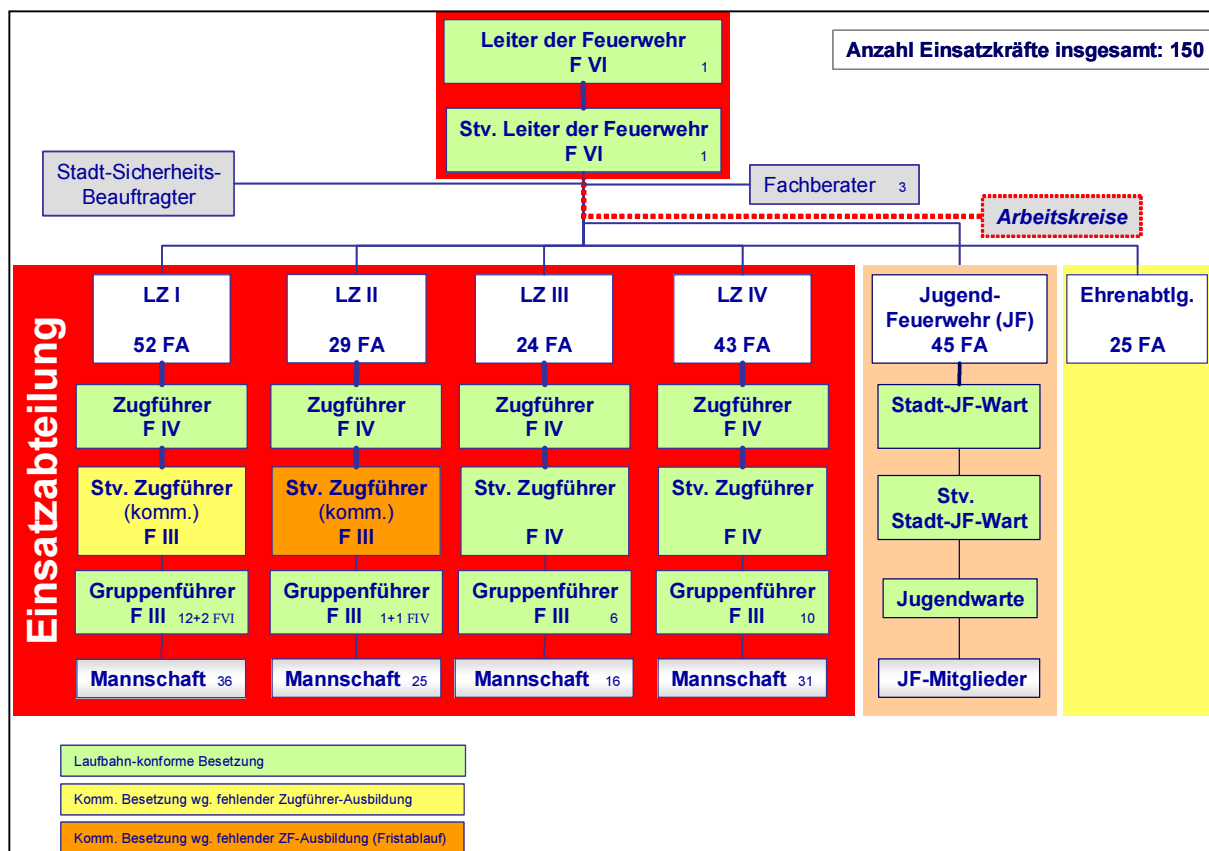 Leiter der Feuerwehr
F VI 1
Anzahl Einsatzkräfte insgesamt: 150
Stv. Leiter der Feuerwehr
F VI 1
Stadt-Sicherheits-
Beauftragter
Fachberater 3
Arbeitskreise
Einsatzabteilung
LZ I
52 FA
Zugführer
F IV
Stv. Zugführer
(komm.)
F III
Gruppenführer
F III 12+2 FVI
Mannschaft 36
LZ II
29 FA
Zugführer
F IV
Stv. Zugführer
(komm.)
F III
Gruppenführer
F III 1+1 FIV
Mannschaft 25
LZ III
24 FA
Zugführer
F IV
Stv. Zugführer
F IV
Gruppenführer
F III 6
Mannschaft 16
LZ IV
43 FA
Zugführer
F IV
Stv. Zugführer
F IV
Gruppenführer
F III 10
Mannschaft 31
Jugend-
Feuerwehr (JF)
45 FA
Stadt-JF-Wart
Stv.
Stadt-JF-Wart
Jugendwarte
JF-Mitglieder
Ehrenabtlg.
25 FA
Laufbahn-konforme Besetzung
Komm. Besetzung wg. fehlender Zugführer-Ausbildung
Komm. Besetzung wg. fehlender ZF-Ausbildung (Fristablauf)